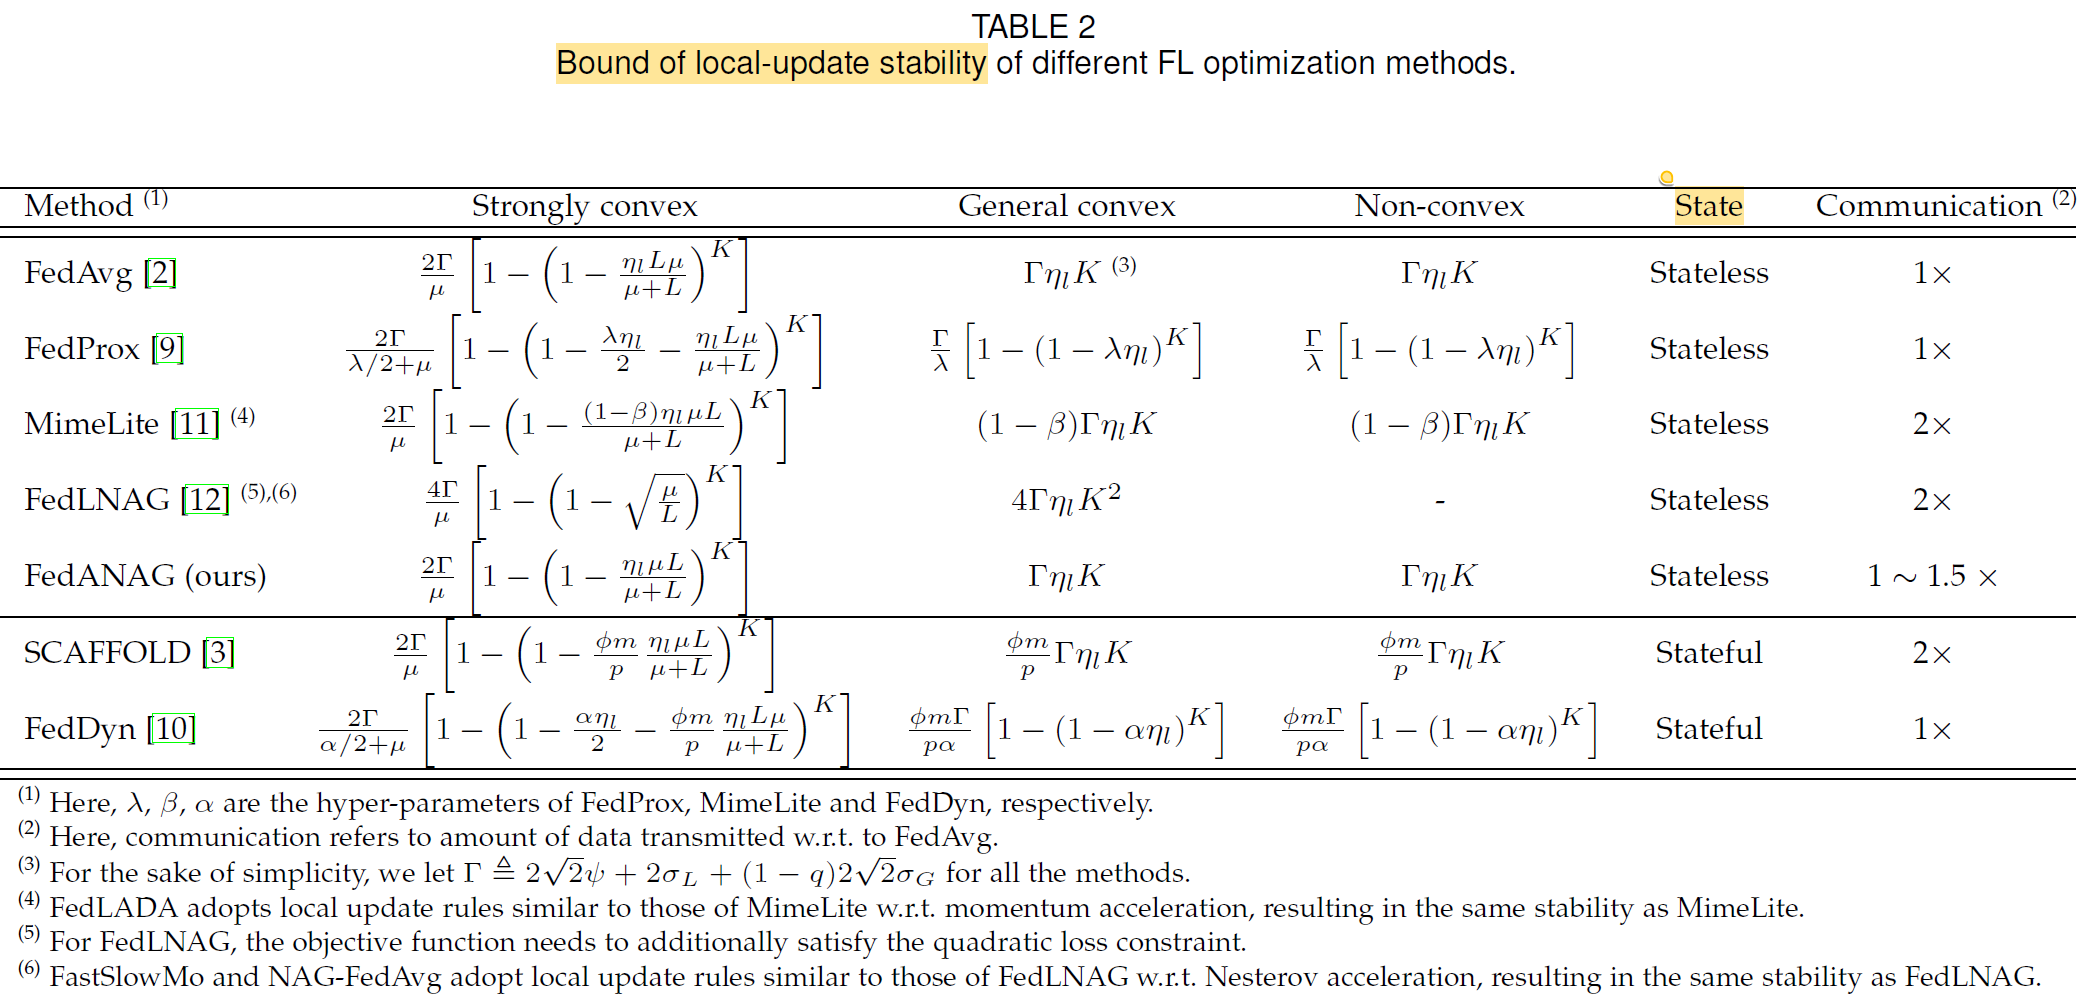 TABLE 2
Bound of local-update stability of different FL optimization methods.
Method (1) Strongly convex General convex Non-convex State Communication (2)
FedAvg [2] $\frac{2\Gamma}{\mu}\left[1-\left(1-\frac{\eta_l L\mu}{\mu+L}\right)^K\right]$ $\Gamma\eta_l K$ (3) $\Gamma\eta_l K$ Stateless 1×
FedProx [9] $\frac{2\Gamma}{\lambda/2+\mu}\left[1-\left(1-\frac{\lambda\eta_l}{2}-\frac{\eta_l L\mu}{\mu+L}\right)^K\right]$ $\frac{\Gamma}{\lambda}\left[1-(1-\lambda\eta_l)^K\right]$ $\frac{\Gamma}{\lambda}\left[1-(1-\lambda\eta_l)^K\right]$ Stateless 1×
MimeLite [11] (4) $\frac{2\Gamma}{\mu}\left[1-\left(1-\frac{(1-\beta)\eta_l\mu L}{\mu+L}\right)^K\right]$ $(1-\beta)\Gamma\eta_l K$ $(1-\beta)\Gamma\eta_l K$ Stateless 2×
FedLNAG [12] (5),(6) $\frac{4\Gamma}{\mu}\left[1-\left(1-\sqrt{\frac{\mu}{L}}\right)^K\right]$ $4\Gamma\eta_l K^2$ - Stateless 2×
FedANAG (ours) $\frac{2\Gamma}{\mu}\left[1-\left(1-\frac{\eta_l\mu L}{\mu+L}\right)^K\right]$ $\Gamma\eta_l K$ $\Gamma\eta_l K$ Stateless 1 ∼ 1.5 ×
SCAFFOLD [3] $\frac{2\Gamma}{\mu}\left[1-\left(1-\frac{\phi m}{p}\frac{\eta_l\mu L}{\mu+L}\right)^K\right]$ $\frac{\phi m}{p}\Gamma\eta_l K$ $\frac{\phi m}{p}\Gamma\eta_l K$ Stateful 2×
FedDyn [10] $\frac{2\Gamma}{\alpha/2+\mu}\left[1-\left(1-\frac{\alpha\eta_l}{2}-\frac{\phi m}{p}\frac{\eta_l L\mu}{\mu+L}\right)^K\right]$ $\frac{\phi m\Gamma}{p\alpha}\left[1-(1-\alpha\eta_l)^K\right]$ $\frac{\phi m\Gamma}{p\alpha}\left[1-(1-\alpha\eta_l)^K\right]$ Stateful 1×
(1) Here, λ, β, α are the hyper-parameters of FedProx, MimeLite and FedDyn, respectively.
(2) Here, communication refers to amount of data transmitted w.r.t. to FedAvg.
(3) For the sake of simplicity, we let $\Gamma \triangleq 2\sqrt{2}\psi + 2\sigma_L + (1-q)2\sqrt{2}\sigma_G$ for all the methods.
(4) FedLADA adopts local update rules similar to those of MimeLite w.r.t. momentum acceleration, resulting in the same stability as MimeLite.
(5) For FedLNAG, the objective function needs to additionally satisfy the quadratic loss constraint.
(6) FastSlowMo and NAG-FedAvg adopt local update rules similar to those of FedLNAG w.r.t. Nesterov acceleration, resulting in the same stability as FedLNAG.